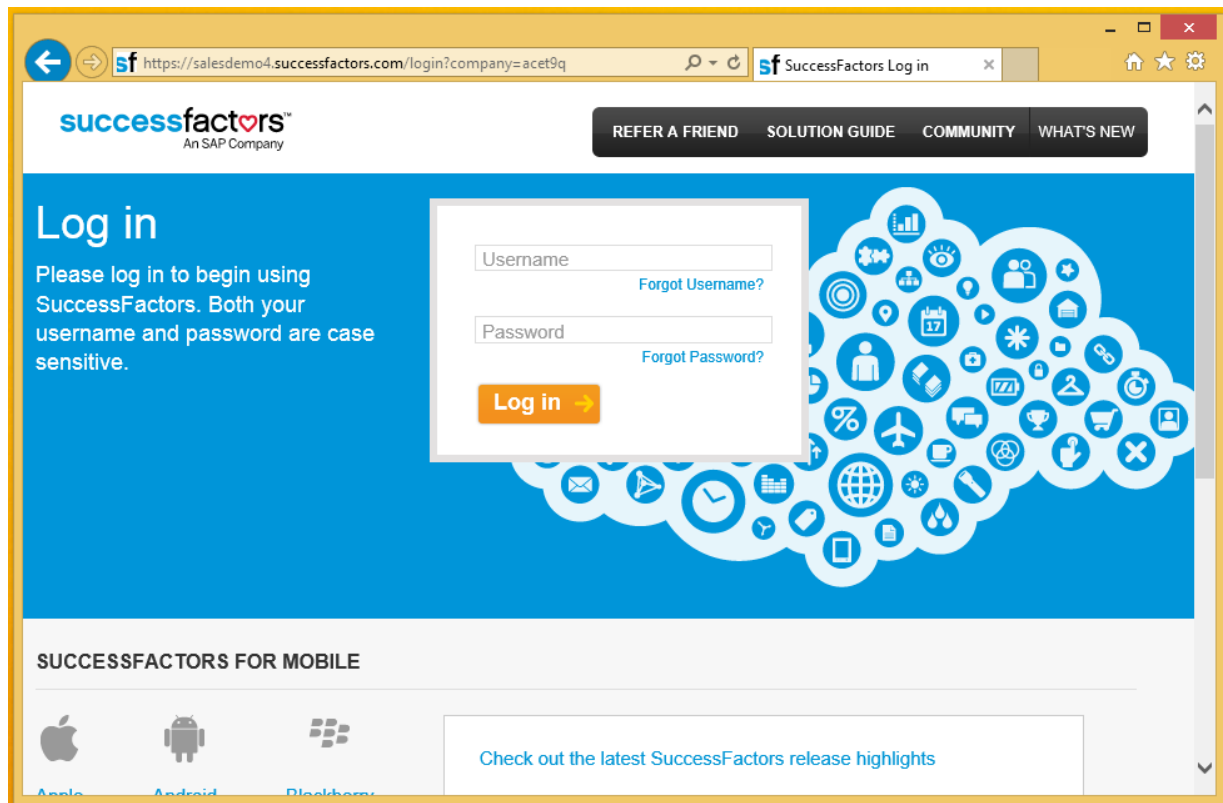 https://salesdemo4.successfactors.com/login?company=acet9q
sf SuccessFactors Log in
successfactors™
An SAP Company
REFER A FRIEND SOLUTION GUIDE COMMUNITY WHAT'S NEW
Log in
Please log in to begin using
SuccessFactors. Both your
username and password are case
sensitive.
Username
Forgot Username?
Password
Forgot Password?
Log in
17
%
SUCCESSFACTORS FOR MOBILE
Apple Android Blackberry
Check out the latest SuccessFactors release highlights